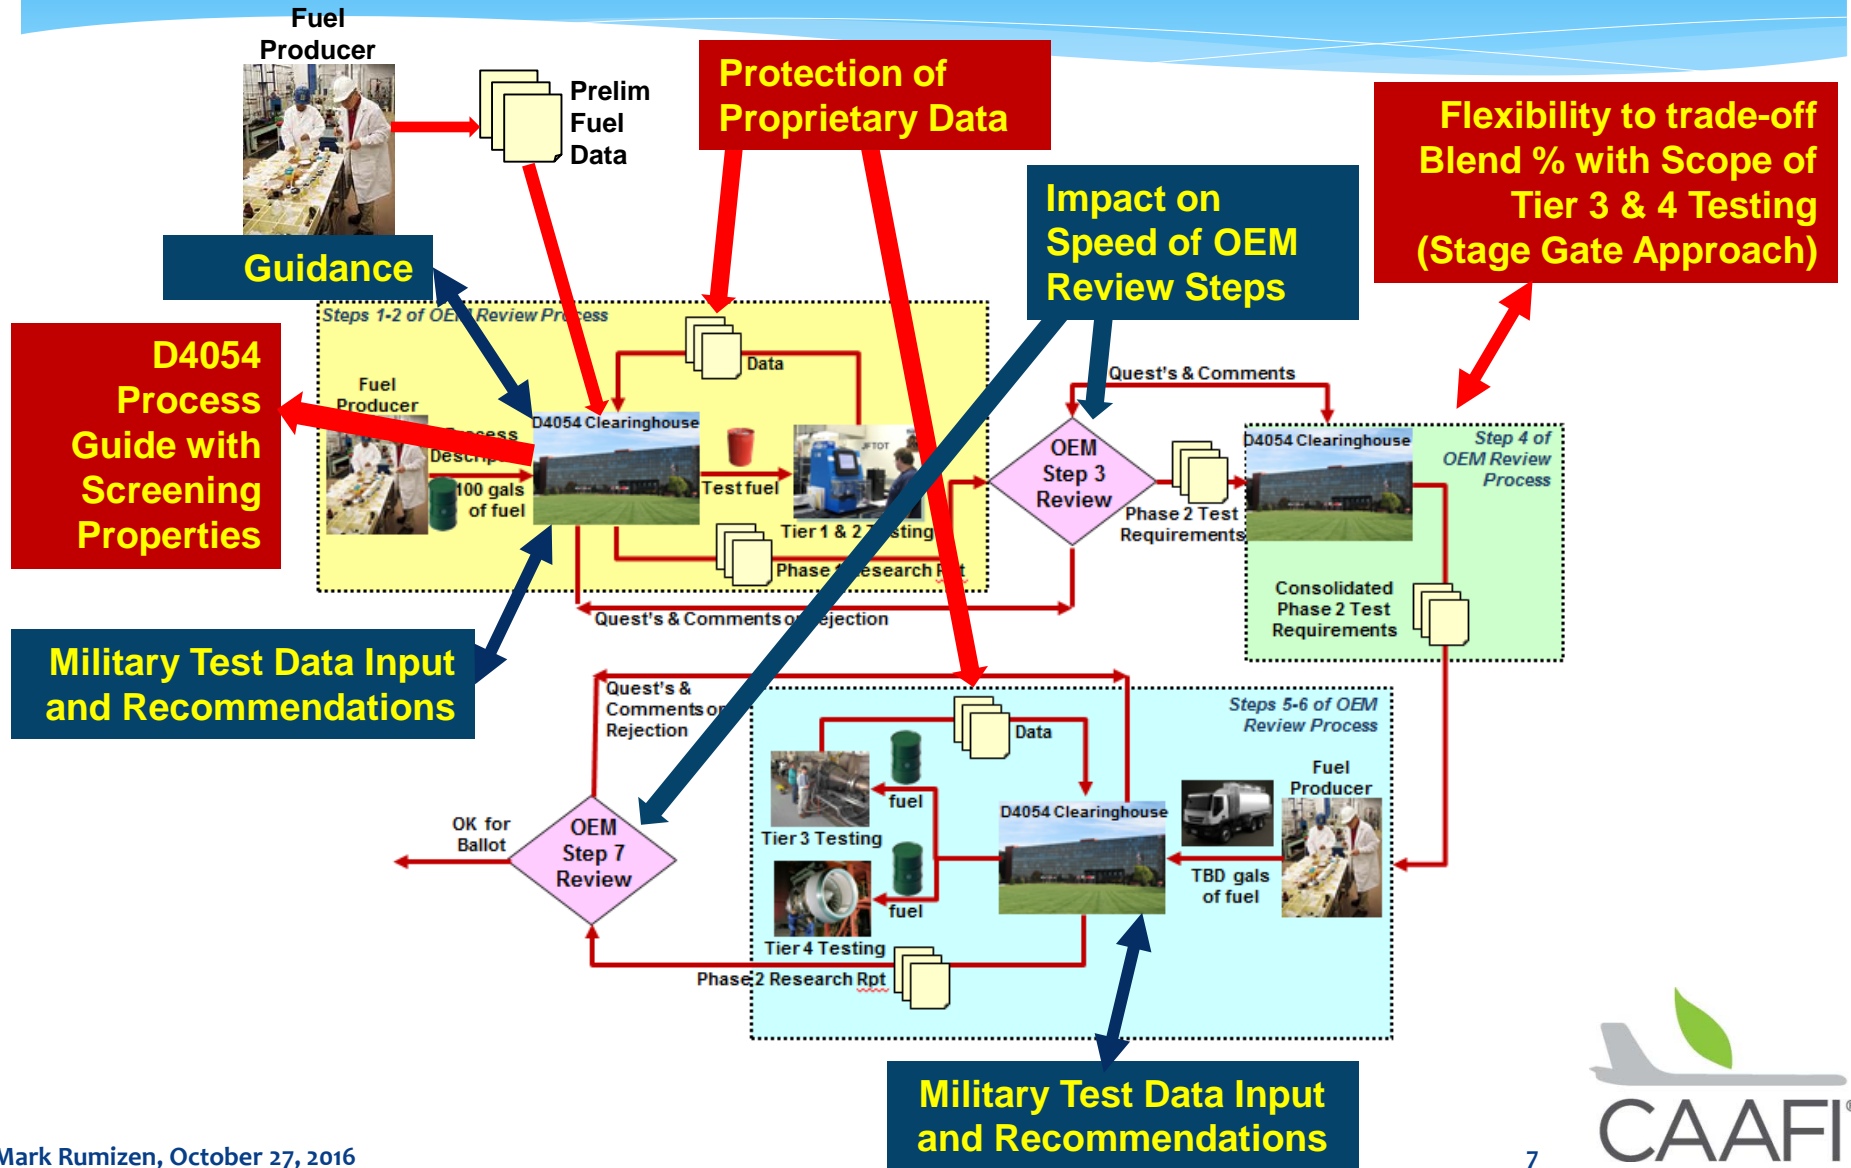 Fuel
Producer
Prelim
Fuel
Data
Protection of
Proprietary Data
Flexibility to trade-off
Blend % with Scope of
Tier 3 & 4 Testing
(Stage Gate Approach)
Impact on
Speed of OEM
Review Steps
Guidance
D4054
Process
Guide with
Screening
Properties
Military Test Data Input
and Recommendations
Steps 1-2 of OEM Review Process
Data
Fuel
Producer
D4054 Clearinghouse
100 gals
of fuel
Test fuel
JFTOT
Tier 1 & 2 Testing
Phase 1 Research Rpt
Quest's & Comments or Rejection
Quest's & Comments
OEM
Step 3
Review
Phase 2 Test
Requirements
D4054 Clearinghouse
Step 4 of
OEM Review
Process
Consolidated
Phase 2 Test
Requirements
Quest's &
Comments or
Rejection
Steps 5-6 of OEM
Review Process
Data
fuel
Tier 3 Testing
D4054 Clearinghouse
Fuel
Producer
TBD gals
of fuel
fuel
Tier 4 Testing
Phase 2 Research Rpt
OK for
Ballot
OEM
Step 7
Review
Military Test Data Input
and Recommendations
Mark Rumizen, October 27, 2016
7
CAAFI®